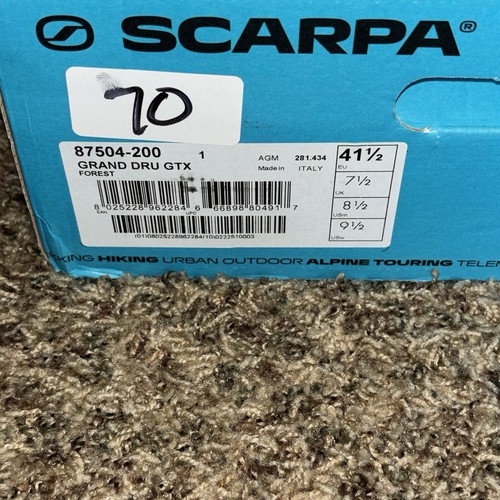 SCARPA®
70
87504-200 1
GRAND DRU GTX
FOREST
AGM 281.434
Made in ITALY
41½
EU
7½
UK
8½
USm
9½
USw
8 025228 962284 6 66898 80491 7
EAN UPC
/(01)08025228962284/10)0222510003
KING HIKING URBAN OUTDOOR ALPINE TOURING TELEM